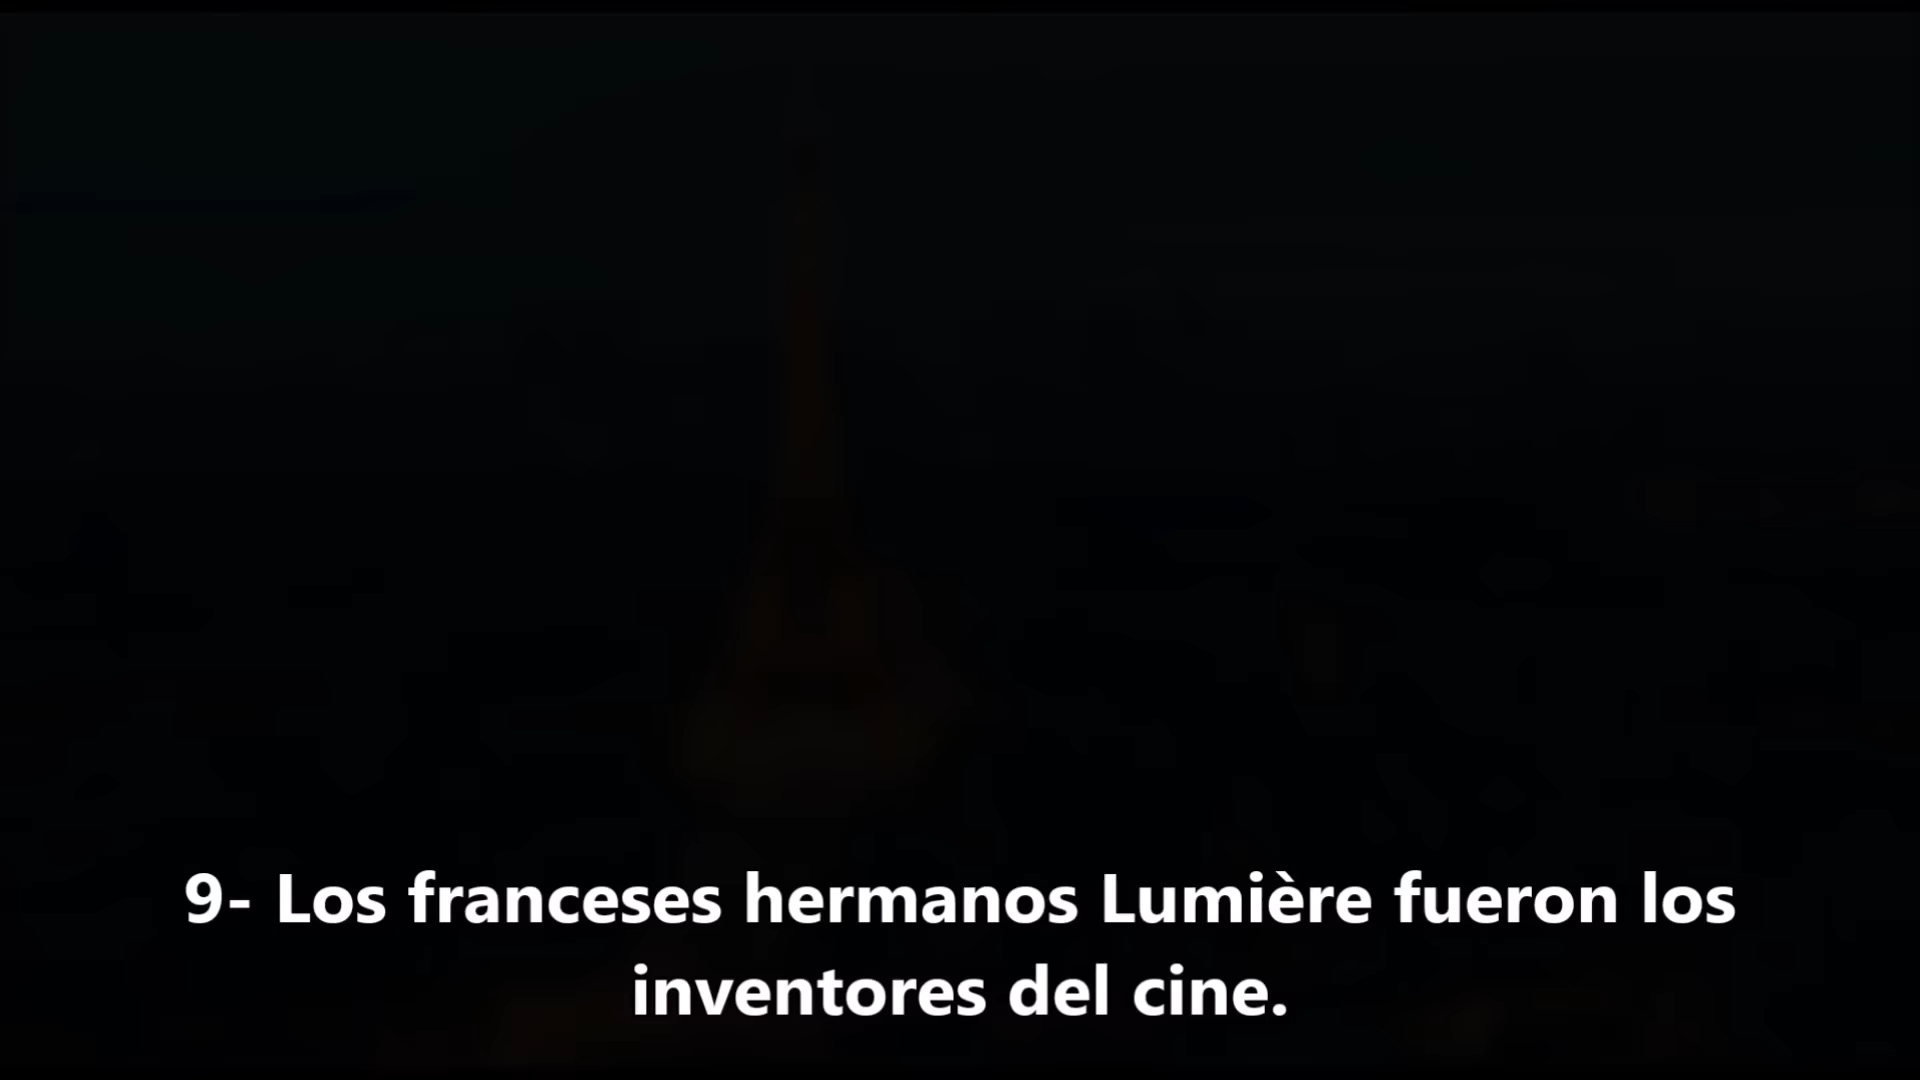 9- Los franceses hermanos Lumière fueron los
inventores del cine.